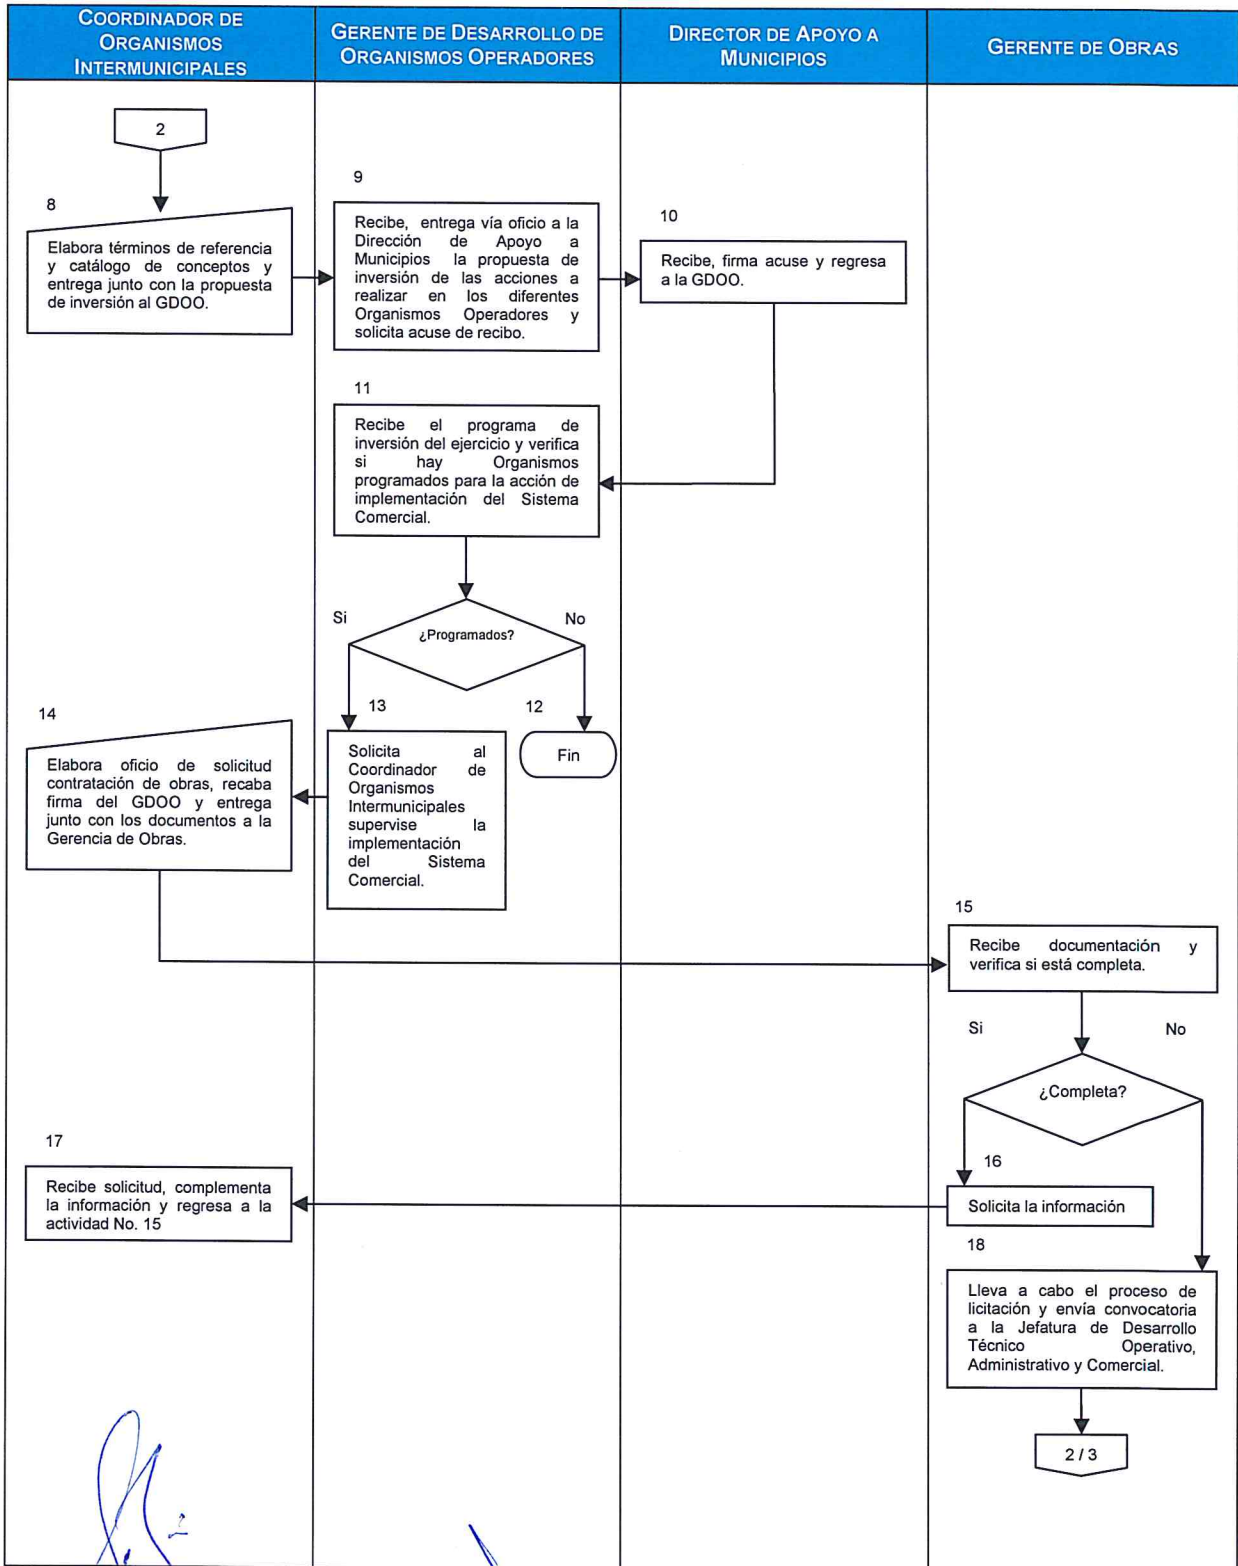 COORDINADOR DE
ORGANISMOS
INTERMUNICIPALES
GERENTE DE DESARROLLO DE
ORGANISMOS OPERADORES
DIRECTOR DE APOYO A
MUNICIPIOS
GERENTE DE OBRAS
2
8
Elabora términos de referencia
y catálogo de conceptos y
entrega junto con la propuesta
de inversión al GDOO.
9
Recibe, entrega vía oficio a la
Dirección de Apoyo a
Municipios la propuesta de
inversión de las acciones a
realizar en los diferentes
Organismos Operadores y
solicita acuse de recibo.
10
Recibe, firma acuse y regresa
a la GDOO.
11
Recibe el programa de
inversión del ejercicio y verifica
si hay Organismos
programados para la acción de
implementación del Sistema
Comercial.
Si
¿Programados?
No
13
12
Solicita al
Coordinador de
Organismos
Intermunicipales
supervise la
implementación
del Sistema
Comercial.
Fin
14
Elabora oficio de solicitud
contratación de obras, recaba
firma del GDOO y entrega
junto con los documentos a la
Gerencia de Obras.
15
Recibe documentación y
verifica si está completa.
Si
No
¿Completa?
16
Solicita la información
17
Recibe solicitud, complementa
la información y regresa a la
actividad No. 15
18
Lleva a cabo el proceso de
licitación y envía convocatoria
a la Jefatura de Desarrollo
Técnico Operativo,
Administrativo y Comercial.
2 / 3